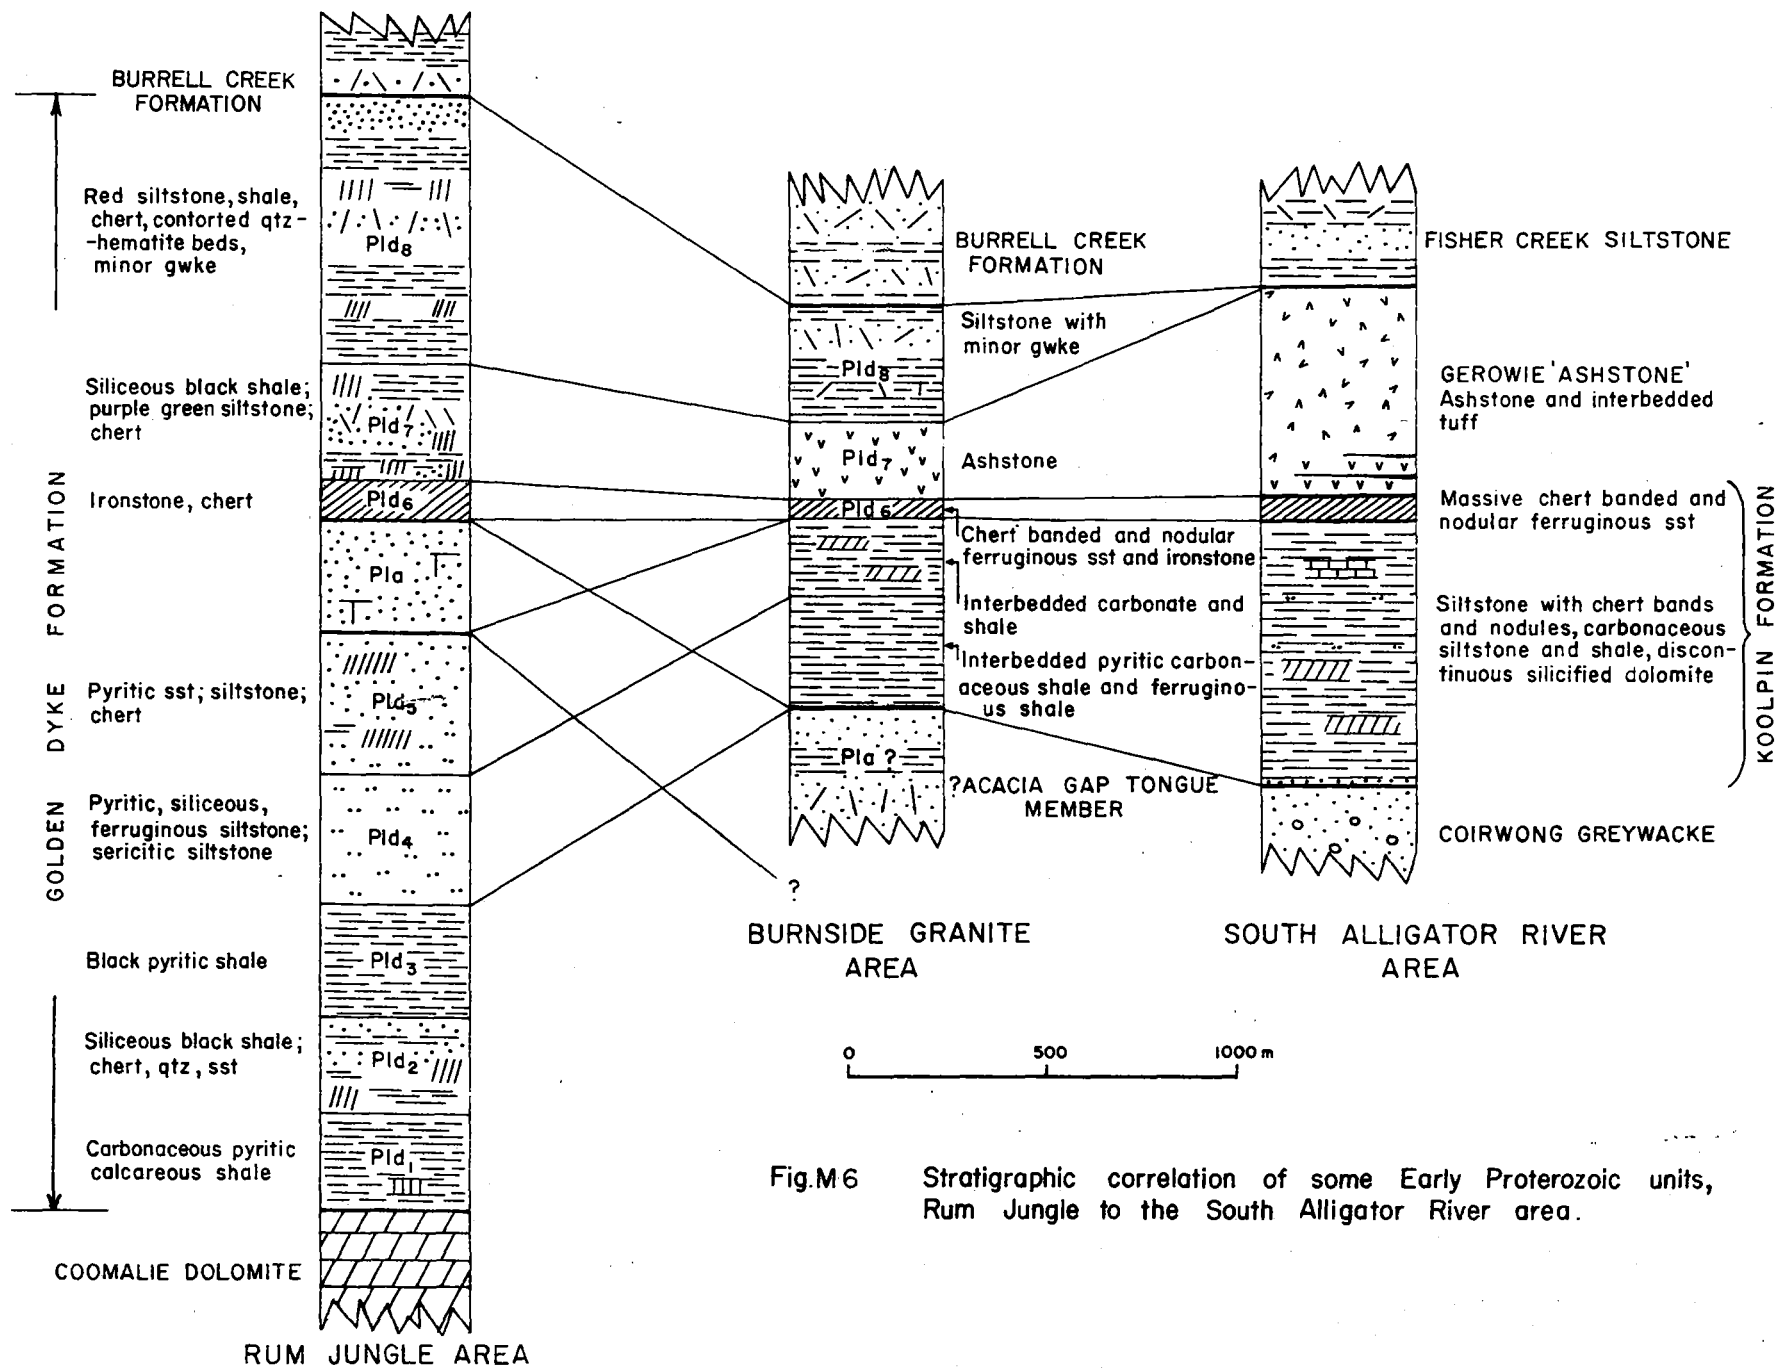 BURRELL CREEK
FORMATION
Red siltstone, shale,
chert, contorted qtz-
-hematite beds,
minor gwke
Siliceous black shale;
purple green siltstone;
chert
Ironstone, chert
Pyritic sst; siltstone;
chert
Pyritic, siliceous,
ferruginous siltstone;
sericitic siltstone
Black pyritic shale
Siliceous black shale;
chert, qtz, sst
Carbonaceous pyritic
calcareous shale
COOMALIE DOLOMITE
GOLDEN DYKE FORMATION
Pld8
Pld7
Pld6
Pla
Pld5
Pld4
Pld3
Pld2
Pld1
RUM JUNGLE AREA
Pld8
Pld7
Pld6
Pla ?
BURRELL CREEK
FORMATION
Siltstone with
minor gwke
Ashstone
Chert banded and nodular
ferruginous sst and ironstone
Interbedded carbonate and
shale
Interbedded pyritic carbon-
aceous shale and ferrugino-
us shale
?ACACIA GAP TONGUE
MEMBER
?
BURNSIDE GRANITE
AREA
FISHER CREEK SILTSTONE
GEROWIE 'ASHSTONE'
Ashstone and interbedded
tuff
Massive chert banded and
nodular ferruginous sst
Siltstone with chert bands
and nodules, carbonaceous
siltstone and shale, discon-
tinuous silicified dolomite
KOOLPIN FORMATION
COIRWONG GREYWACKE
SOUTH ALLIGATOR RIVER
AREA
0 500 1000m
Fig.M6 Stratigraphic correlation of some Early Proterozoic units,
Rum Jungle to the South Alligator River area.